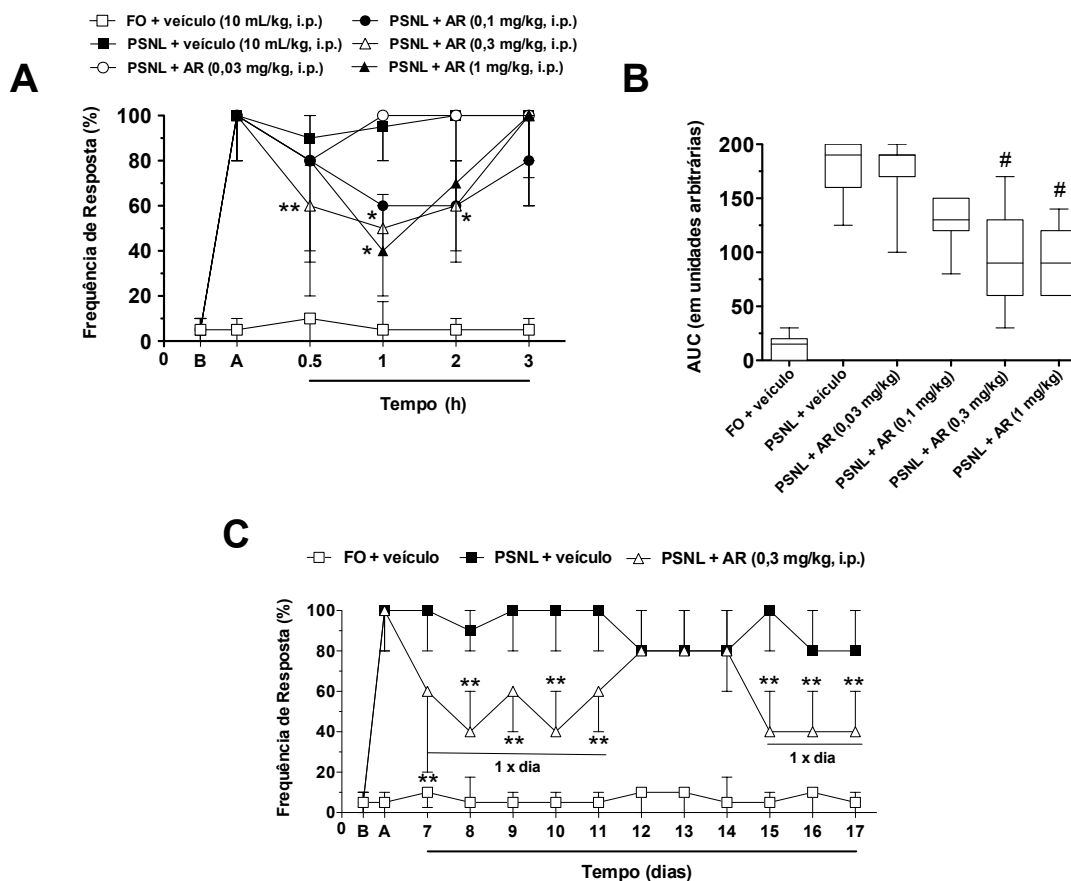 FO + veículo (10 mL/kg, i.p.)
PSNL + veículo (10 mL/kg, i.p.)
PSNL + AR (0,03 mg/kg, i.p.)
PSNL + AR (0,1 mg/kg, i.p.)
PSNL + AR (0,3 mg/kg, i.p.)
PSNL + AR (1 mg/kg, i.p.)
A
Frequência de Resposta (%)
100
80
60
40
20
0
**
*
*
*
0 B A 0.5 1 2 3
Tempo (h)
B
AUC (em unidades arbitrárias)
200
150
100
50
0
#
#
FO + veículo
PSNL + veículo
PSNL + AR (0,03 mg/kg)
PSNL + AR (0,1 mg/kg)
PSNL + AR (0,3 mg/kg)
PSNL + AR (1 mg/kg)
C
FO + veículo PSNL + veículo PSNL + AR (0,3 mg/kg, i.p.)
Frequência de Resposta (%)
100
80
60
40
20
0
** ** ** ** **
1 x dia
** ** **
1 x dia
0 B A 7 8 9 10 11 12 13 14 15 16 17
Tempo (dias)